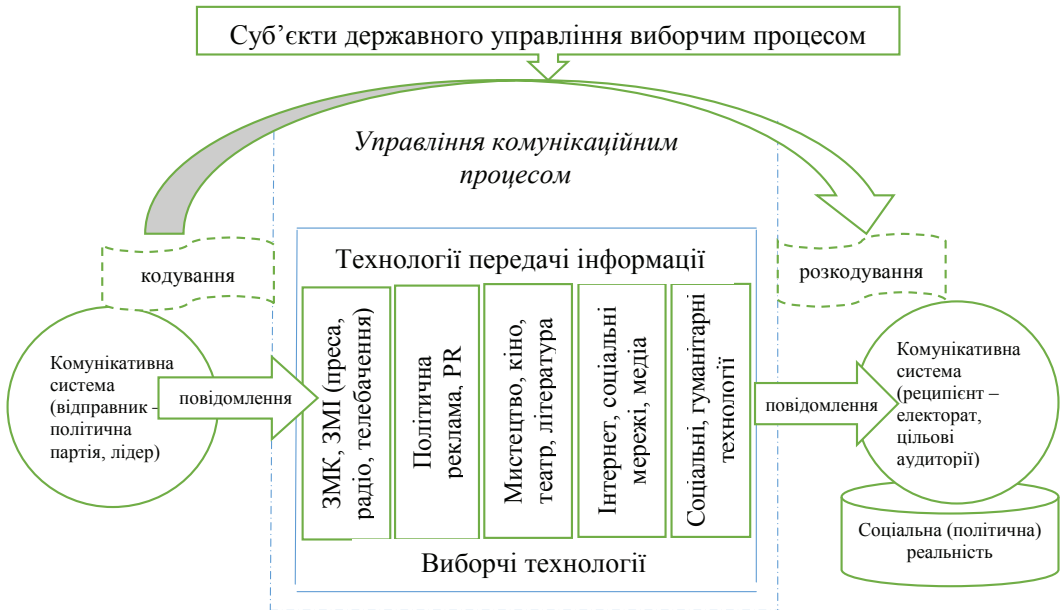 Суб’єкти державного управління виборчим процесом
Управління комунікаційним
процесом
кодування
розкодування
Технології передачі інформації
Комунікативна
система
(відправник –
політична
партія, лідер)
повідомлення
ЗМК, ЗМІ (преса,
радіо, телебачення)
Політична
реклама, PR
Мистецтво, кіно,
театр, література
Інтернет, соціальні
мережі, медіа
Соціальні, гуманітарні
технології
повідомлення
Комунікативна
система
(реципієнт –
електорат,
цільові
аудиторії)
Виборчі технології
Соціальна (політична)
реальність